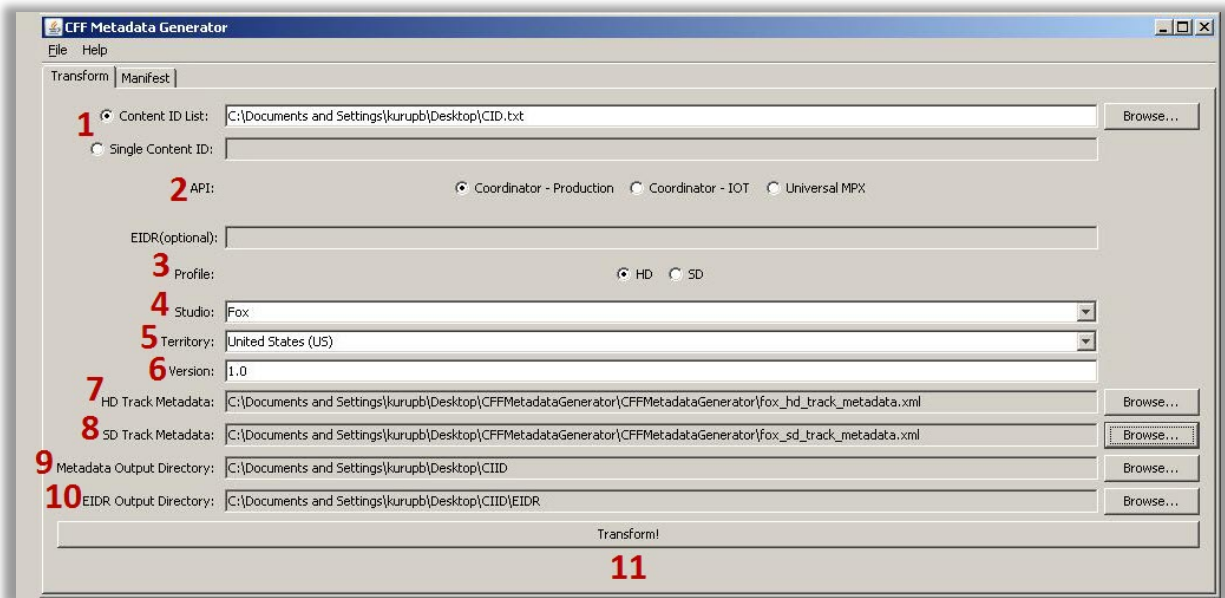 CFF Metadata Generator
File Help
Transform Manifest
1 Content ID List: C:\Documents and Settings\kurupb\Desktop\CID.txt Browse...
Single Content ID:
2 API: Coordinator - Production Coordinator - IOT Universal MPX
EIDR(optional):
3 Profile: HD SD
4 Studio: Fox
5 Territory: United States (US)
6 Version: 1.0
7 HD Track Metadata: C:\Documents and Settings\kurupb\Desktop\CFFMetadataGenerator\CFFMetadataGenerator\fox_hd_track_metadata.xml Browse...
8 SD Track Metadata: C:\Documents and Settings\kurupb\Desktop\CFFMetadataGenerator\CFFMetadataGenerator\fox_sd_track_metadata.xml Browse...
9 Metadata Output Directory: C:\Documents and Settings\kurupb\Desktop\CIID Browse...
10 EIDR Output Directory: C:\Documents and Settings\kurupb\Desktop\CIID\EIDR Browse...
Transform!
11